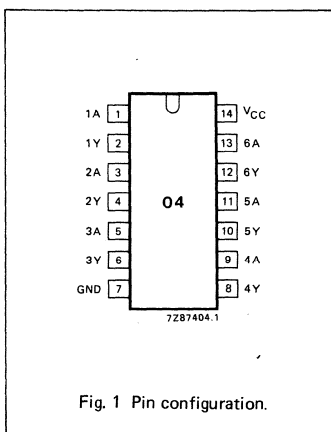 1A 1 14 VCC
1Y 2 13 6A
2A 3 12 6Y
2Y 4 04 11 5A
3A 5 10 5Y
3Y 6 9 4A
GND 7 8 4Y
7Z87404.1
Fig. 1 Pin configuration.